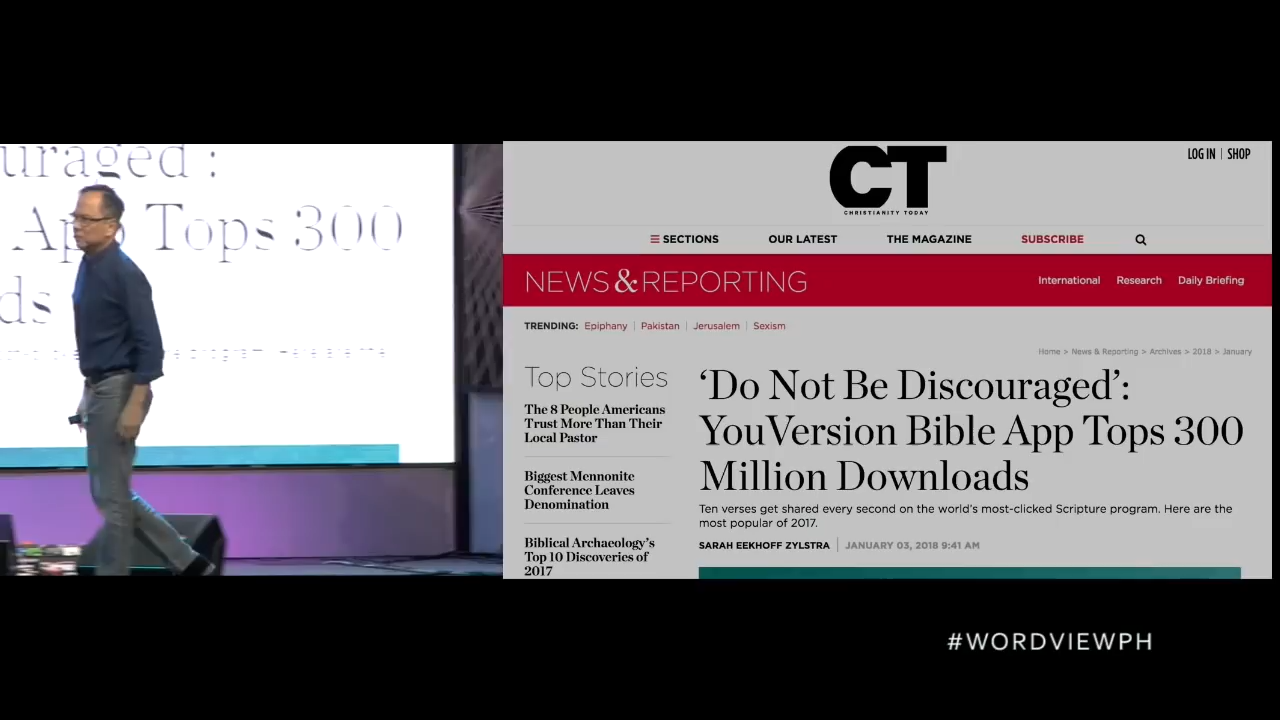 uraged :
App Tops 300
ds
CT
CHRISTIANITY TODAY
LOG IN | SHOP
SECTIONS
OUR LATEST
THE MAGAZINE
SUBSCRIBE
NEWS & REPORTING
International
Research
Daily Briefing
TRENDING: Epiphany | Pakistan | Jerusalem | Sexism
Home > News & Reporting > Archives > 2018 > January
Top Stories
The 8 People Americans
Trust More Than Their
Local Pastor
Biggest Mennonite
Conference Leaves
Denomination
Biblical Archaeology's
Top 10 Discoveries of
2017
‘Do Not Be Discouraged’:
YouVersion Bible App Tops 300
Million Downloads
Ten verses get shared every second on the world's most-clicked Scripture program. Here are the
most popular of 2017.
SARAH EEKHOFF ZYLSTRA | JANUARY 03, 2018 9:41 AM
#WORDVIEWPH